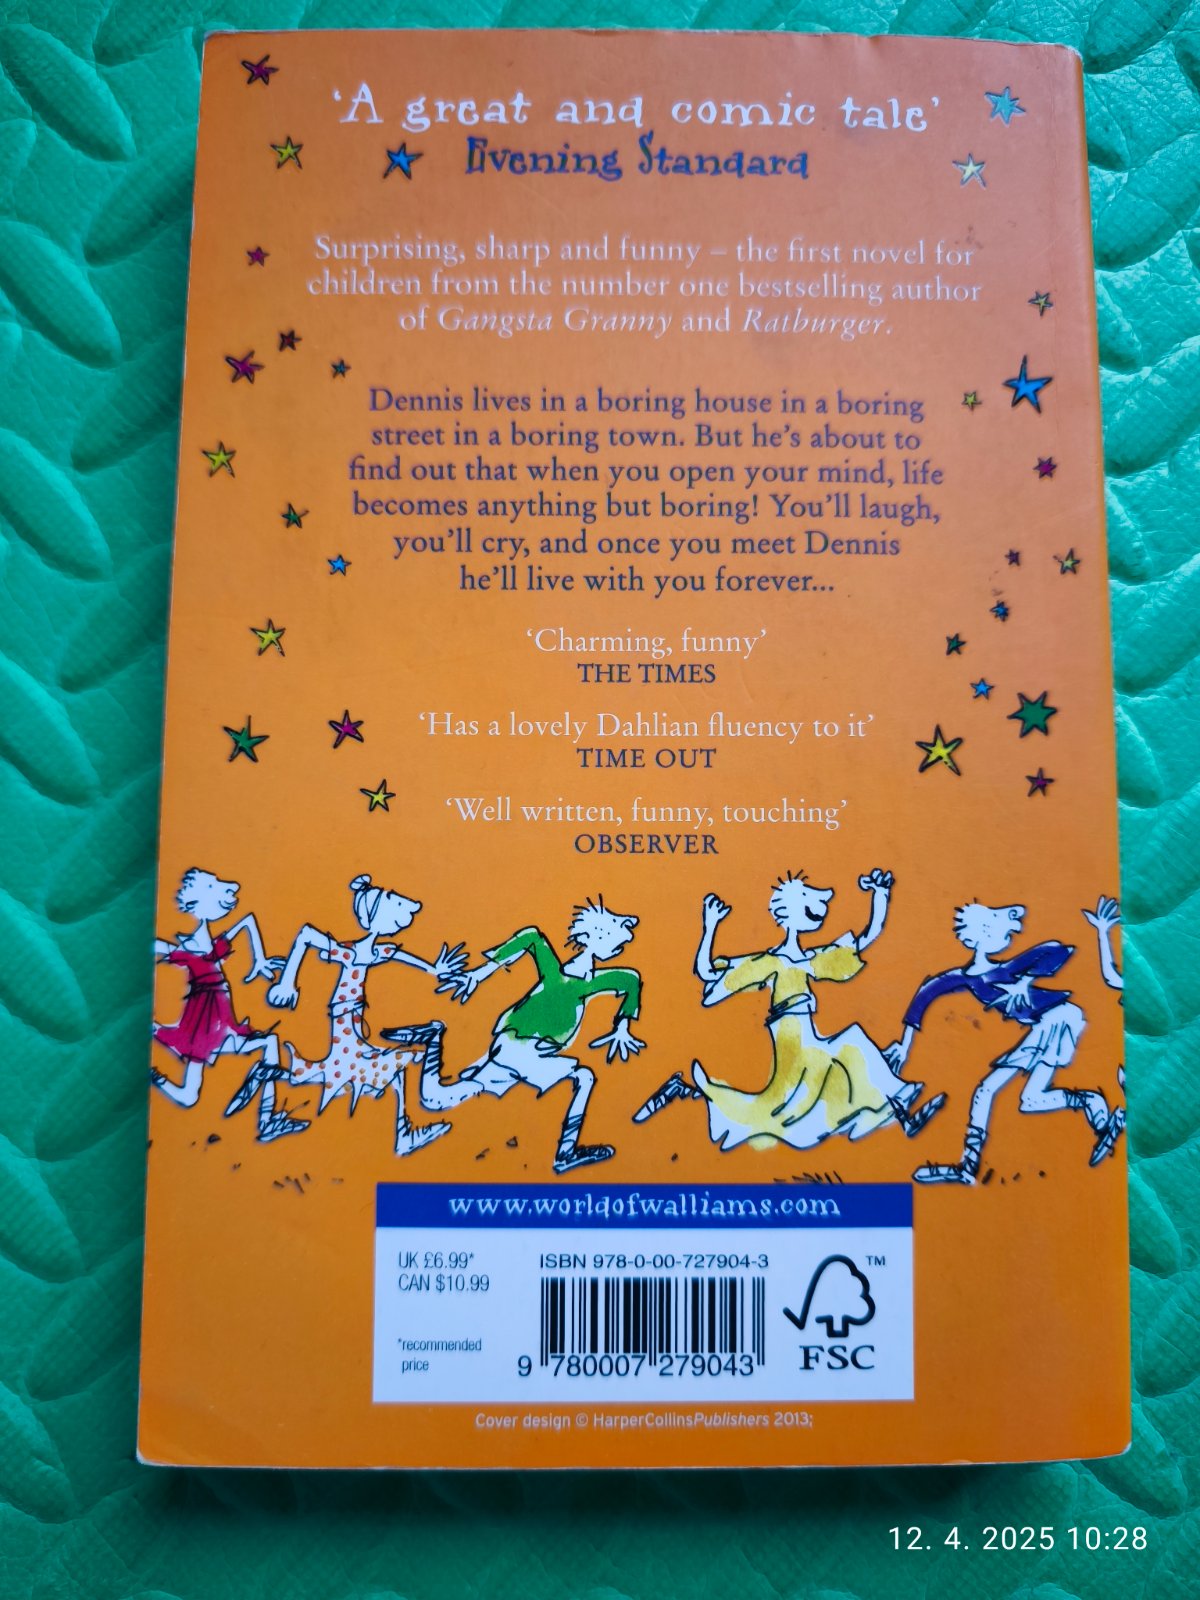 ‘A great and comic tale’
Evening Standard
Surprising, sharp and funny – the first novel for
children from the number one bestselling author
of Gangsta Granny and Ratburger.
Dennis lives in a boring house in a boring
street in a boring town. But he’s about to
find out that when you open your mind, life
becomes anything but boring! You’ll laugh,
you’ll cry, and once you meet Dennis
he’ll live with you forever...
‘Charming, funny’
THE TIMES
‘Has a lovely Dahlian fluency to it’
TIME OUT
‘Well written, funny, touching’
OBSERVER
www.worldofwalliams.com
UK £6.99*
CAN $10.99
*recommended
price
ISBN 978-0-00-727904-3
9 780007 279043
TM
FSC
Cover design © HarperCollinsPublishers 2013;
12. 4. 2025 10:28